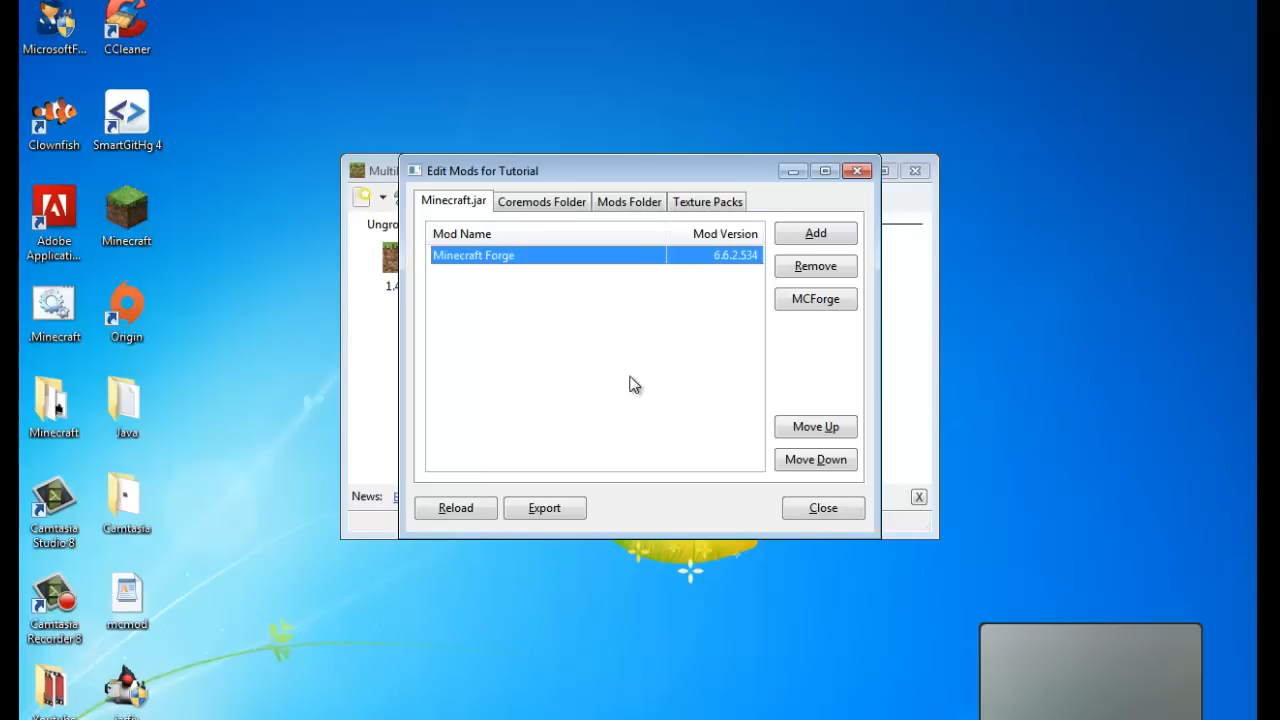 MicrosoftF...
CCleaner
Clownfish
SmartGitHg 4
Adobe
Applicati...
Minecraft
.Minecraft
Origin
Minecraft
Java
Camtasia
Studio 8
Camtasia
Camtasia
Recorder 8
mcmod
Edit Mods for Tutorial
Minecraft.jar
Coremods Folder
Mods Folder
Texture Packs
Mod Name
Mod Version
Minecraft Forge
6.6.2.534
Add
Remove
MCForge
Move Up
Move Down
Reload
Export
Close
Multi
Ungro
1.4
News:
X